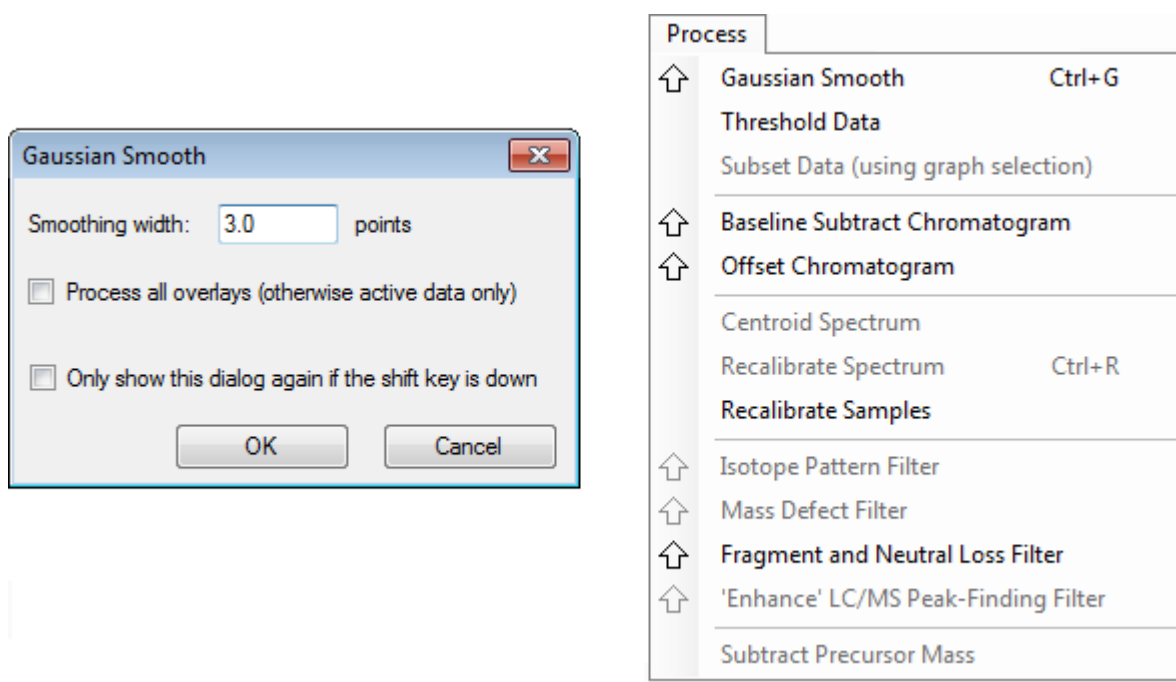 Gaussian Smooth
Smoothing width: 3.0 points
Process all overlays (otherwise active data only)
Only show this dialog again if the shift key is down
OK Cancel
Process
Gaussian Smooth Ctrl+G
Threshold Data
Subset Data (using graph selection)
Baseline Subtract Chromatogram
Offset Chromatogram
Centroid Spectrum
Recalibrate Spectrum Ctrl+R
Recalibrate Samples
Isotope Pattern Filter
Mass Defect Filter
Fragment and Neutral Loss Filter
'Enhance' LC/MS Peak-Finding Filter
Subtract Precursor Mass